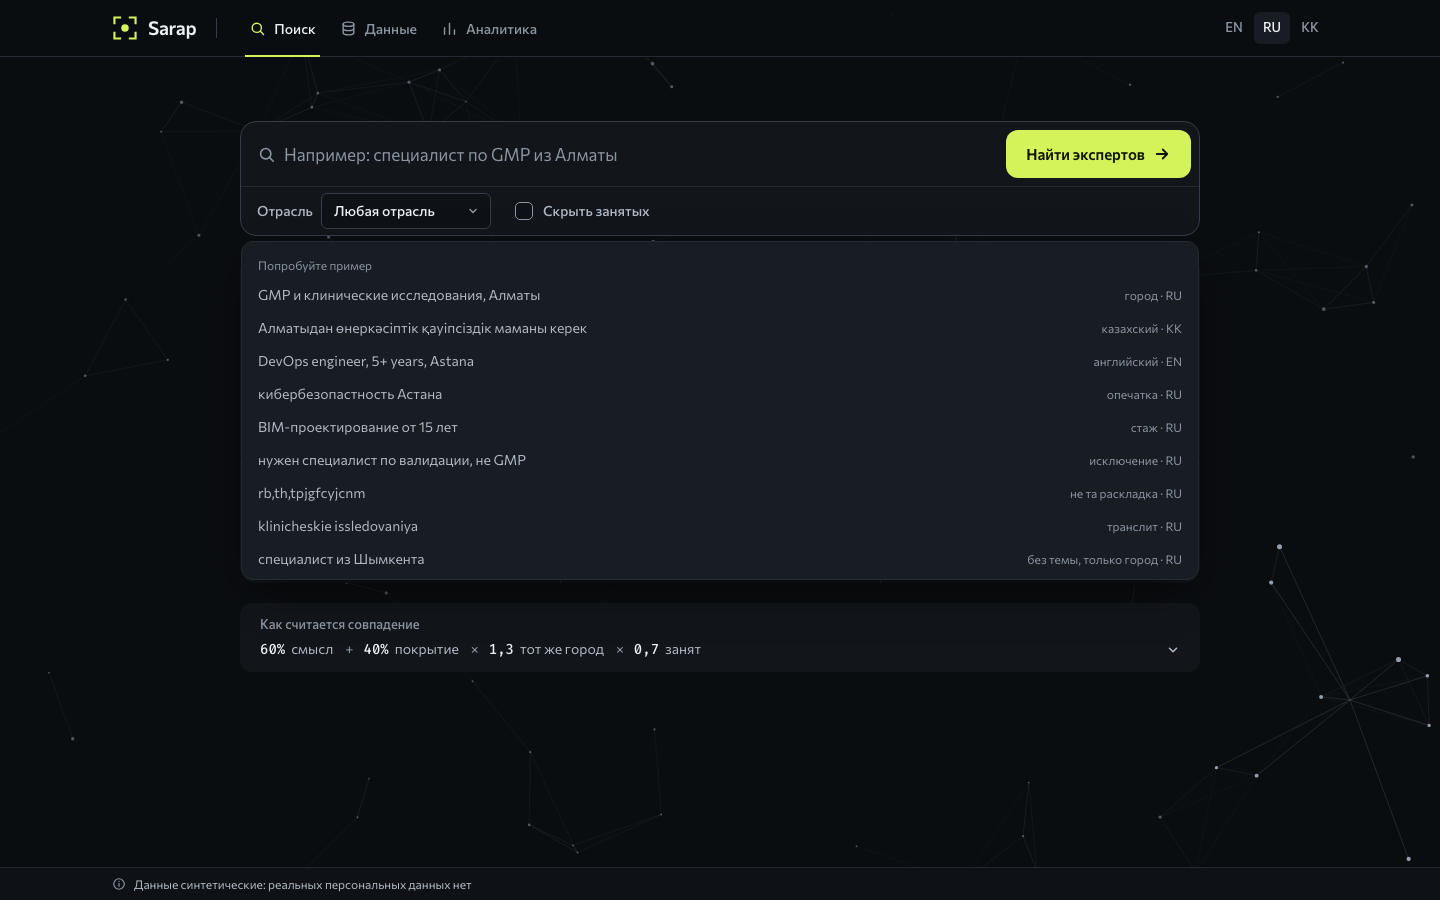 Sarap
Поиск
Данные
Аналитика
EN RU KK
Например: специалист по GMP из Алматы
Найти экспертов →
Отрасль
Любая отрасль
Скрыть занятых
Попробуйте пример
GMP и клинические исследования, Алматы
город · RU
Алматыдан өнеркәсіптік қауіпсіздік маманы керек
казахский · KK
DevOps engineer, 5+ years, Astana
английский · EN
кибербезопастность Астана
опечатка · RU
BIM-проектирование от 15 лет
стаж · RU
нужен специалист по валидации, не GMP
исключение · RU
rb,th,tpjgfcyjcnm
не та раскладка · RU
klinicheskie issledovaniya
транслит · RU
специалист из Шымкента
без темы, только город · RU
Как считается совпадение
60% смысл + 40% покрытие × 1,3 тот же город × 0,7 занят
Данные синтетические: реальных персональных данных нет